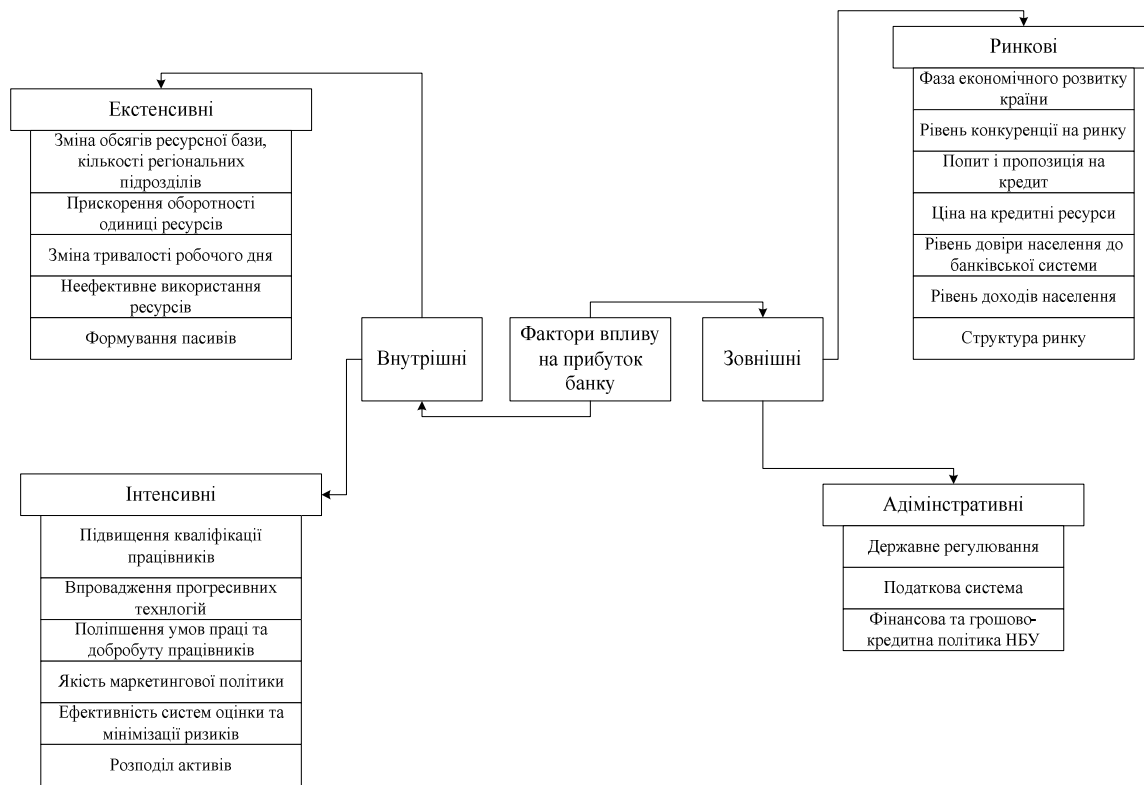 Екстенсивні
Зміна обсягів ресурсної бази,
кількості регіональних
підрозділів
Прискорення оборотності
одиниці ресурсів
Зміна тривалості робочого дня
Неефективне використання
ресурсів
Формування пасивів
Внутрішні
Фактори впливу
на прибуток
банку
Зовнішні
Ринкові
Фаза економічного розвитку
країни
Рівень конкуренції на ринку
Попит і пропозиція на
кредит
Ціна на кредитні ресурси
Рівень довіри населення до
банківської системи
Рівень доходів населення
Структура ринку
Інтенсивні
Підвищення кваліфікації
працівників
Впровадження прогресивних
технлогій
Поліпшення умов праці та
добробуту працівників
Якість маркетингової політики
Ефективність систем оцінки та
мінімізації ризиків
Розподіл активів
Адімінстративні
Державне регулювання
Податкова система
Фінансова та грошово-
кредитна політика НБУ